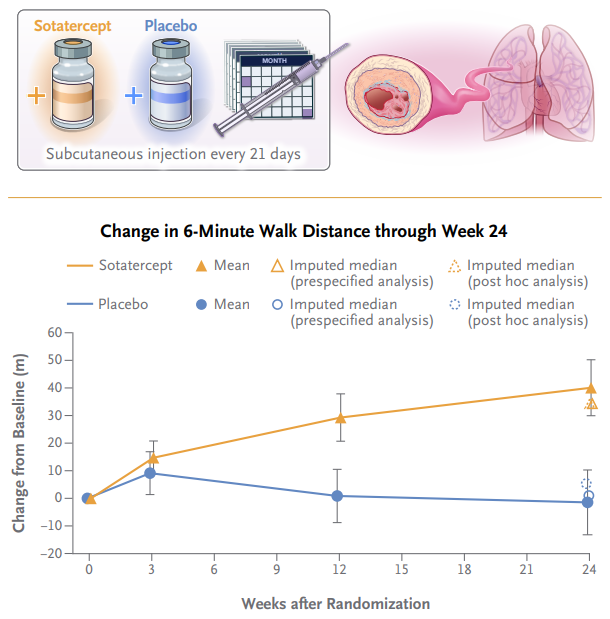 Sotatercept Placebo
MONTH
Subcutaneous injection every 21 days
Change in 6-Minute Walk Distance through Week 24
Sotatercept Mean Imputed median (prespecified analysis) Imputed median (post hoc analysis)
Placebo Mean Imputed median (prespecified analysis) Imputed median (post hoc analysis)
Change from Baseline (m)
60
50
40
30
20
10
0
−10
−20
0 3 6 9 12 15 18 21 24
Weeks after Randomization